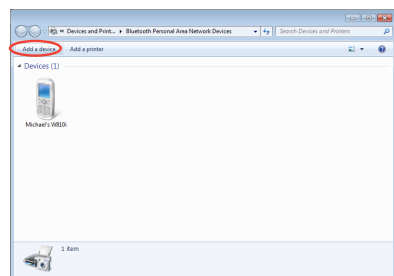 « Devices and Print... ▸ Bluetooth Personal Area Network Devices
Search Devices and Printers
Add a device Add a printer
Devices (1)
Michael's W810i
1 item